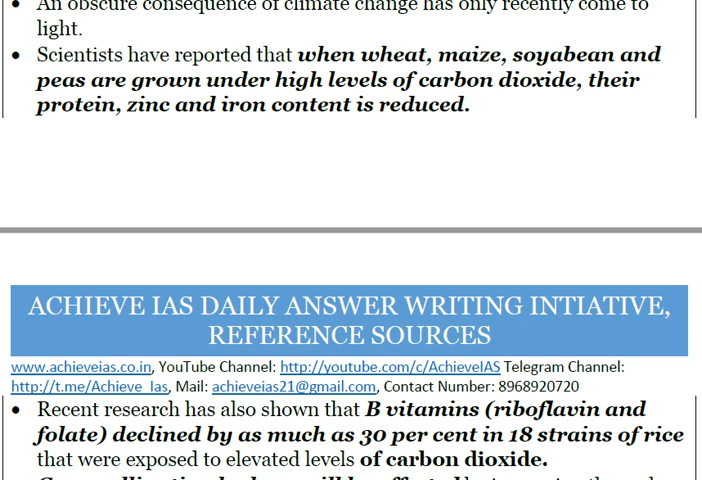 • An obscure consequence of climate change has only recently come to
light.
• Scientists have reported that when wheat, maize, soyabean and
peas are grown under high levels of carbon dioxide, their
protein, zinc and iron content is reduced.
ACHIEVE IAS DAILY ANSWER WRITING INTIATIVE,
REFERENCE SOURCES
www.achieveias.co.in, YouTube Channel: http://youtube.com/c/AchieveIAS Telegram Channel:
http://t.me/Achieve_Ias, Mail: achieveias21@gmail.com, Contact Number: 8968920720
• Recent research has also shown that B vitamins (riboflavin and
folate) declined by as much as 30 per cent in 18 strains of rice
that were exposed to elevated levels of carbon dioxide.